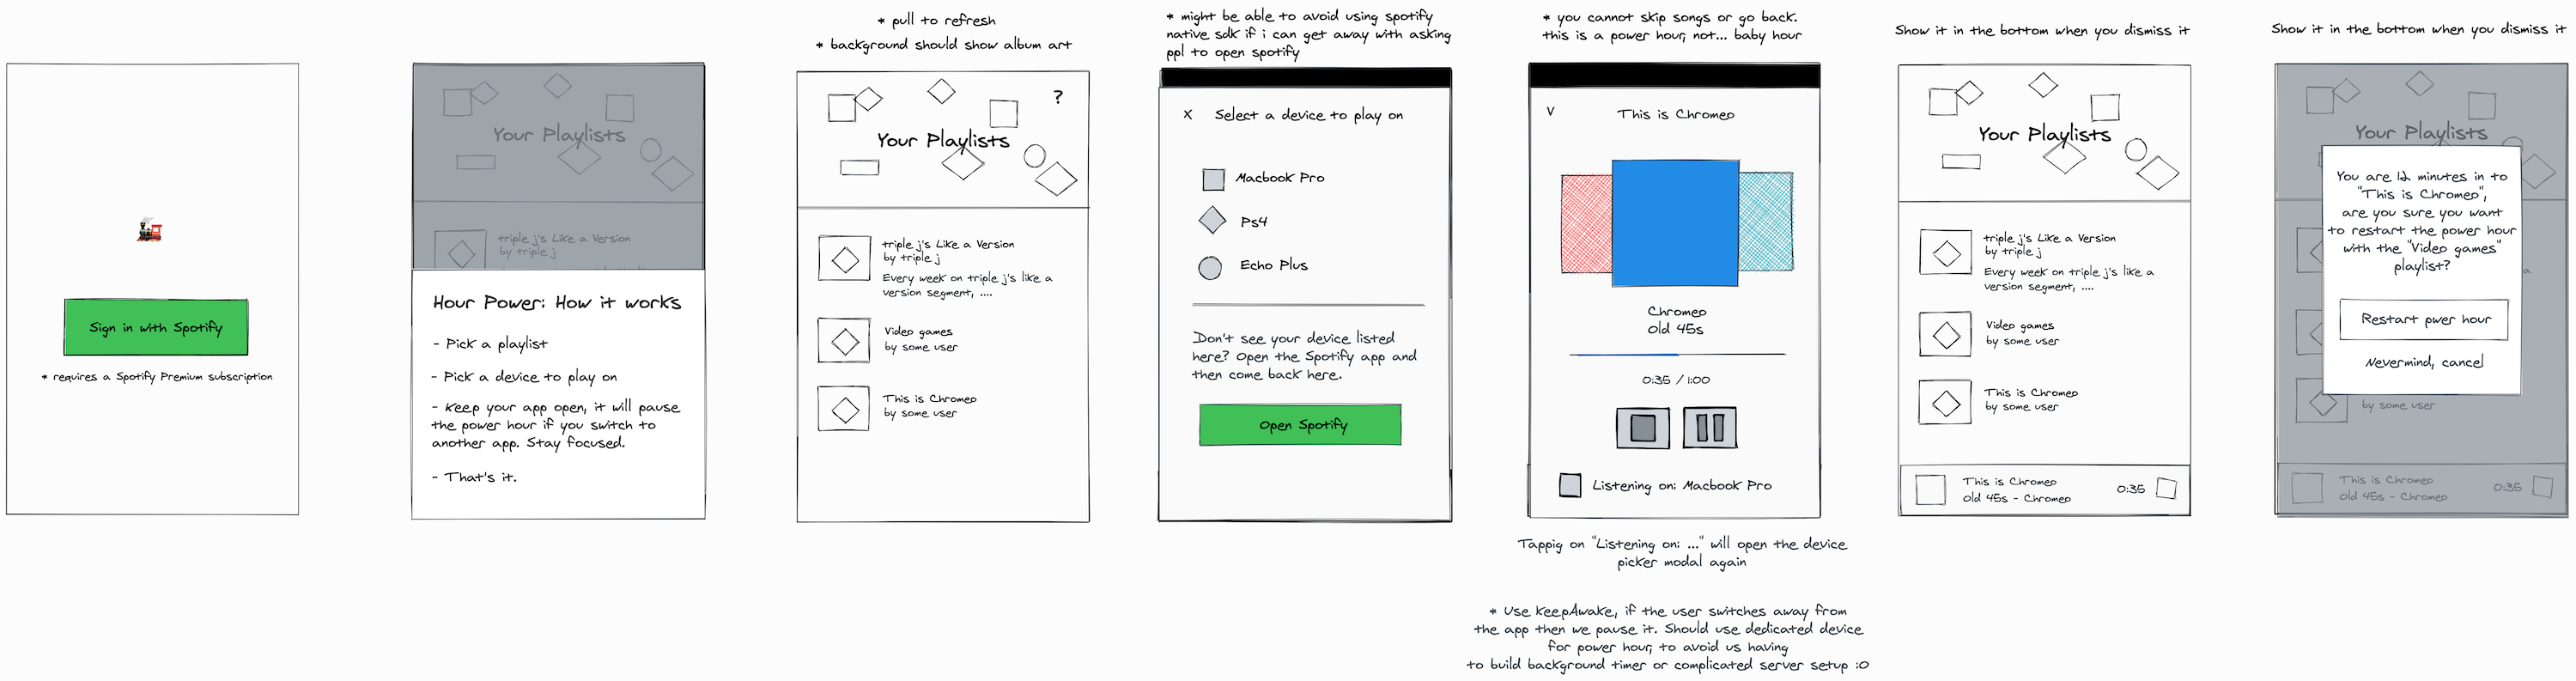 Sign in with Spotify
* requires a Spotify Premium subscription
Your Playlists
triple j's Like a Version
by triple j
Hour Power: How it works
- Pick a playlist
- Pick a device to play on
- Keep your app open, it will pause
the power hour if you switch to
another app. Stay focused.
- That's it.
* pull to refresh
* background should show album art
?
Your Playlists
triple j's Like a Version
by triple j
Every week on triple j's like a
version segment, ....
Video games
by some user
This is Chromeo
by some user
* might be able to avoid using spotify
native sdk if i can get away with asking
ppl to open spotify
X Select a device to play on
Macbook Pro
Ps4
Echo Plus
Don't see your device listed
here? Open the Spotify app and
then come back here.
Open Spotify
* you cannot skip songs or go back.
this is a power hour, not... baby hour
V This is Chromeo
Chromeo
Old 45s
0:35 / 1:00
Listening on: Macbook Pro
Tappig on "Listening on: ..." will open the device
picker modal again
* Use KeepAwake, if the user switches away from
the app then we pause it. Should use dedicated device
for power hour, to avoid us having
to build background timer or complicated server setup :O
Show it in the bottom when you dismiss it
Your Playlists
triple j's Like a Version
by triple j
Every week on triple j's like a
version segment, ....
Video games
by some user
This is Chromeo
by some user
This is Chromeo
Old 45s - Chromeo
0:35
Show it in the bottom when you dismiss it
Your Playlists
You are 12 minutes in to
"This is Chromeo",
are you sure you want
to restart the power hour
with the "Video games"
playlist?
a
Restart pwer hour
Nevermind, cancel
by some user
This is Chromeo
Old 45s - Chromeo
0:35